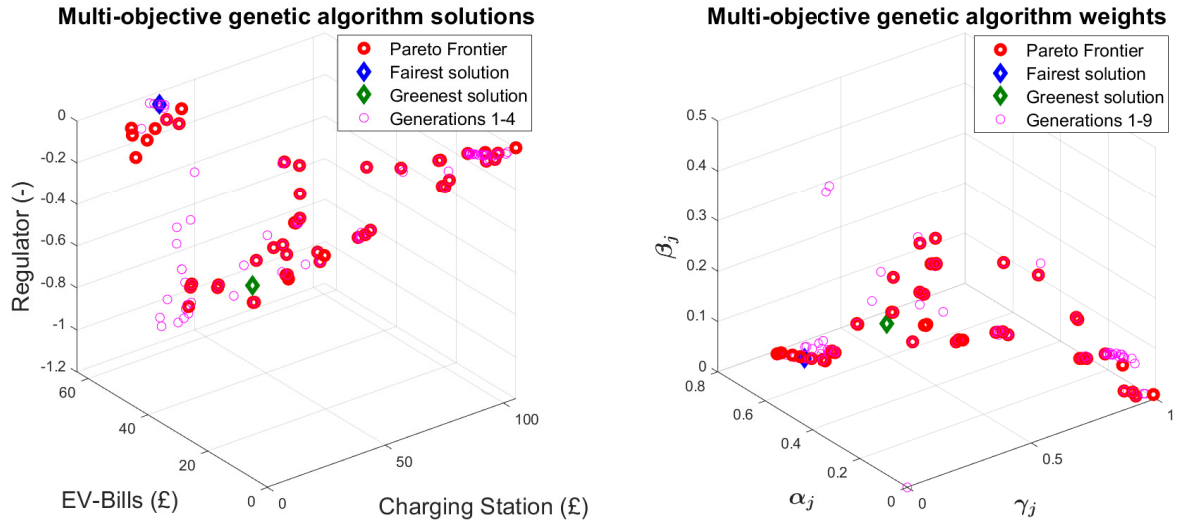 Multi-objective genetic algorithm solutions
Pareto Frontier
Fairest solution
Greenest solution
Generations 1-4
0
-0.2
-0.4
-0.6
-0.8
-1
-1.2
Regulator (-)
60
40
20
0
EV-Bills (£)
0
50
100
Charging Station (£)
Multi-objective genetic algorithm weights
Pareto Frontier
Fairest solution
Greenest solution
Generations 1-9
0.5
0.4
0.3
0.2
0.1
0
βj
0.8
0.6
0.4
0.2
0
αj
0
0.5
1
γj